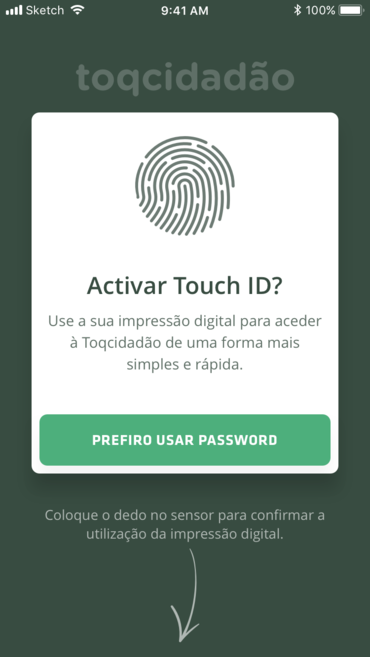 Sketch 9:41 AM 100%
toqcidadão
Activar Touch ID?
Use a sua impressão digital para aceder
à Toqcidadão de uma forma mais
simples e rápida.
PREFIRO USAR PASSWORD
Coloque o dedo no sensor para confirmar a
utilização da impressão digital.